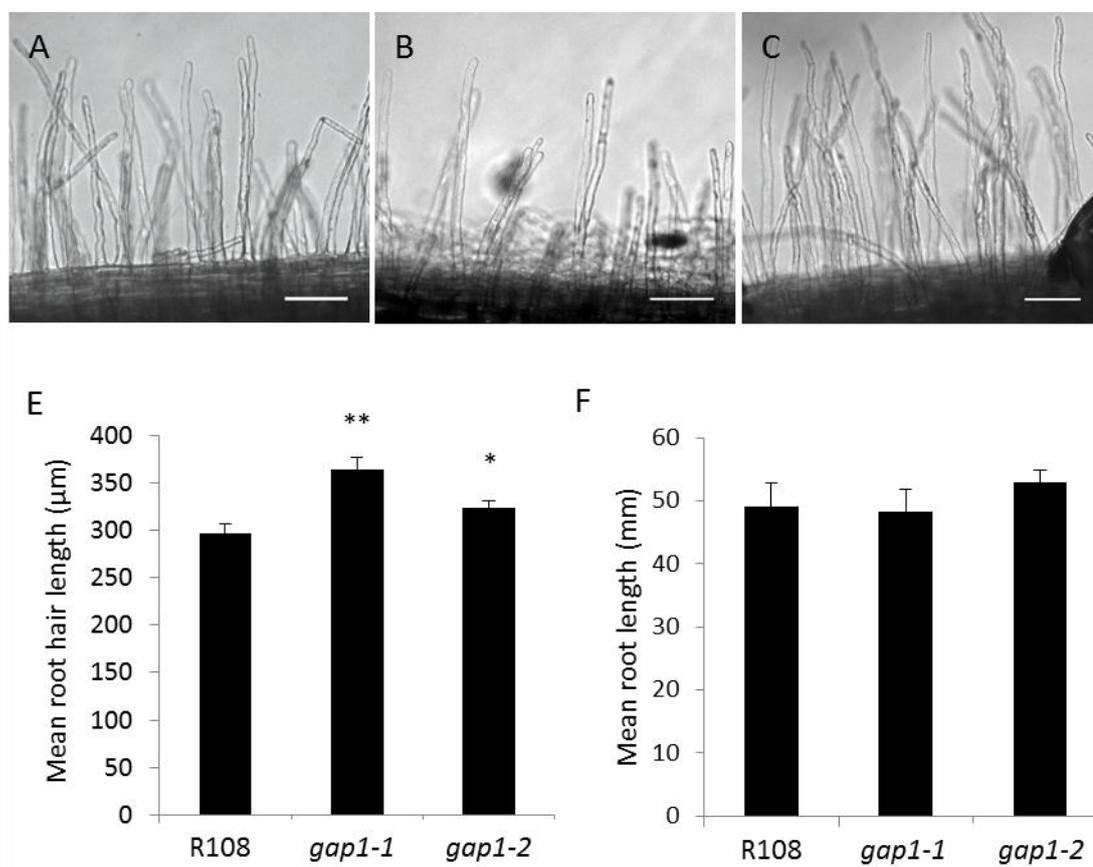 A
B
C
E
**
*
Mean root hair length (µm)
400
350
300
250
200
150
100
50
0
R108
gap1-1
gap1-2
F
Mean root length (mm)
60
50
40
30
20
10
0
R108
gap1-1
gap1-2